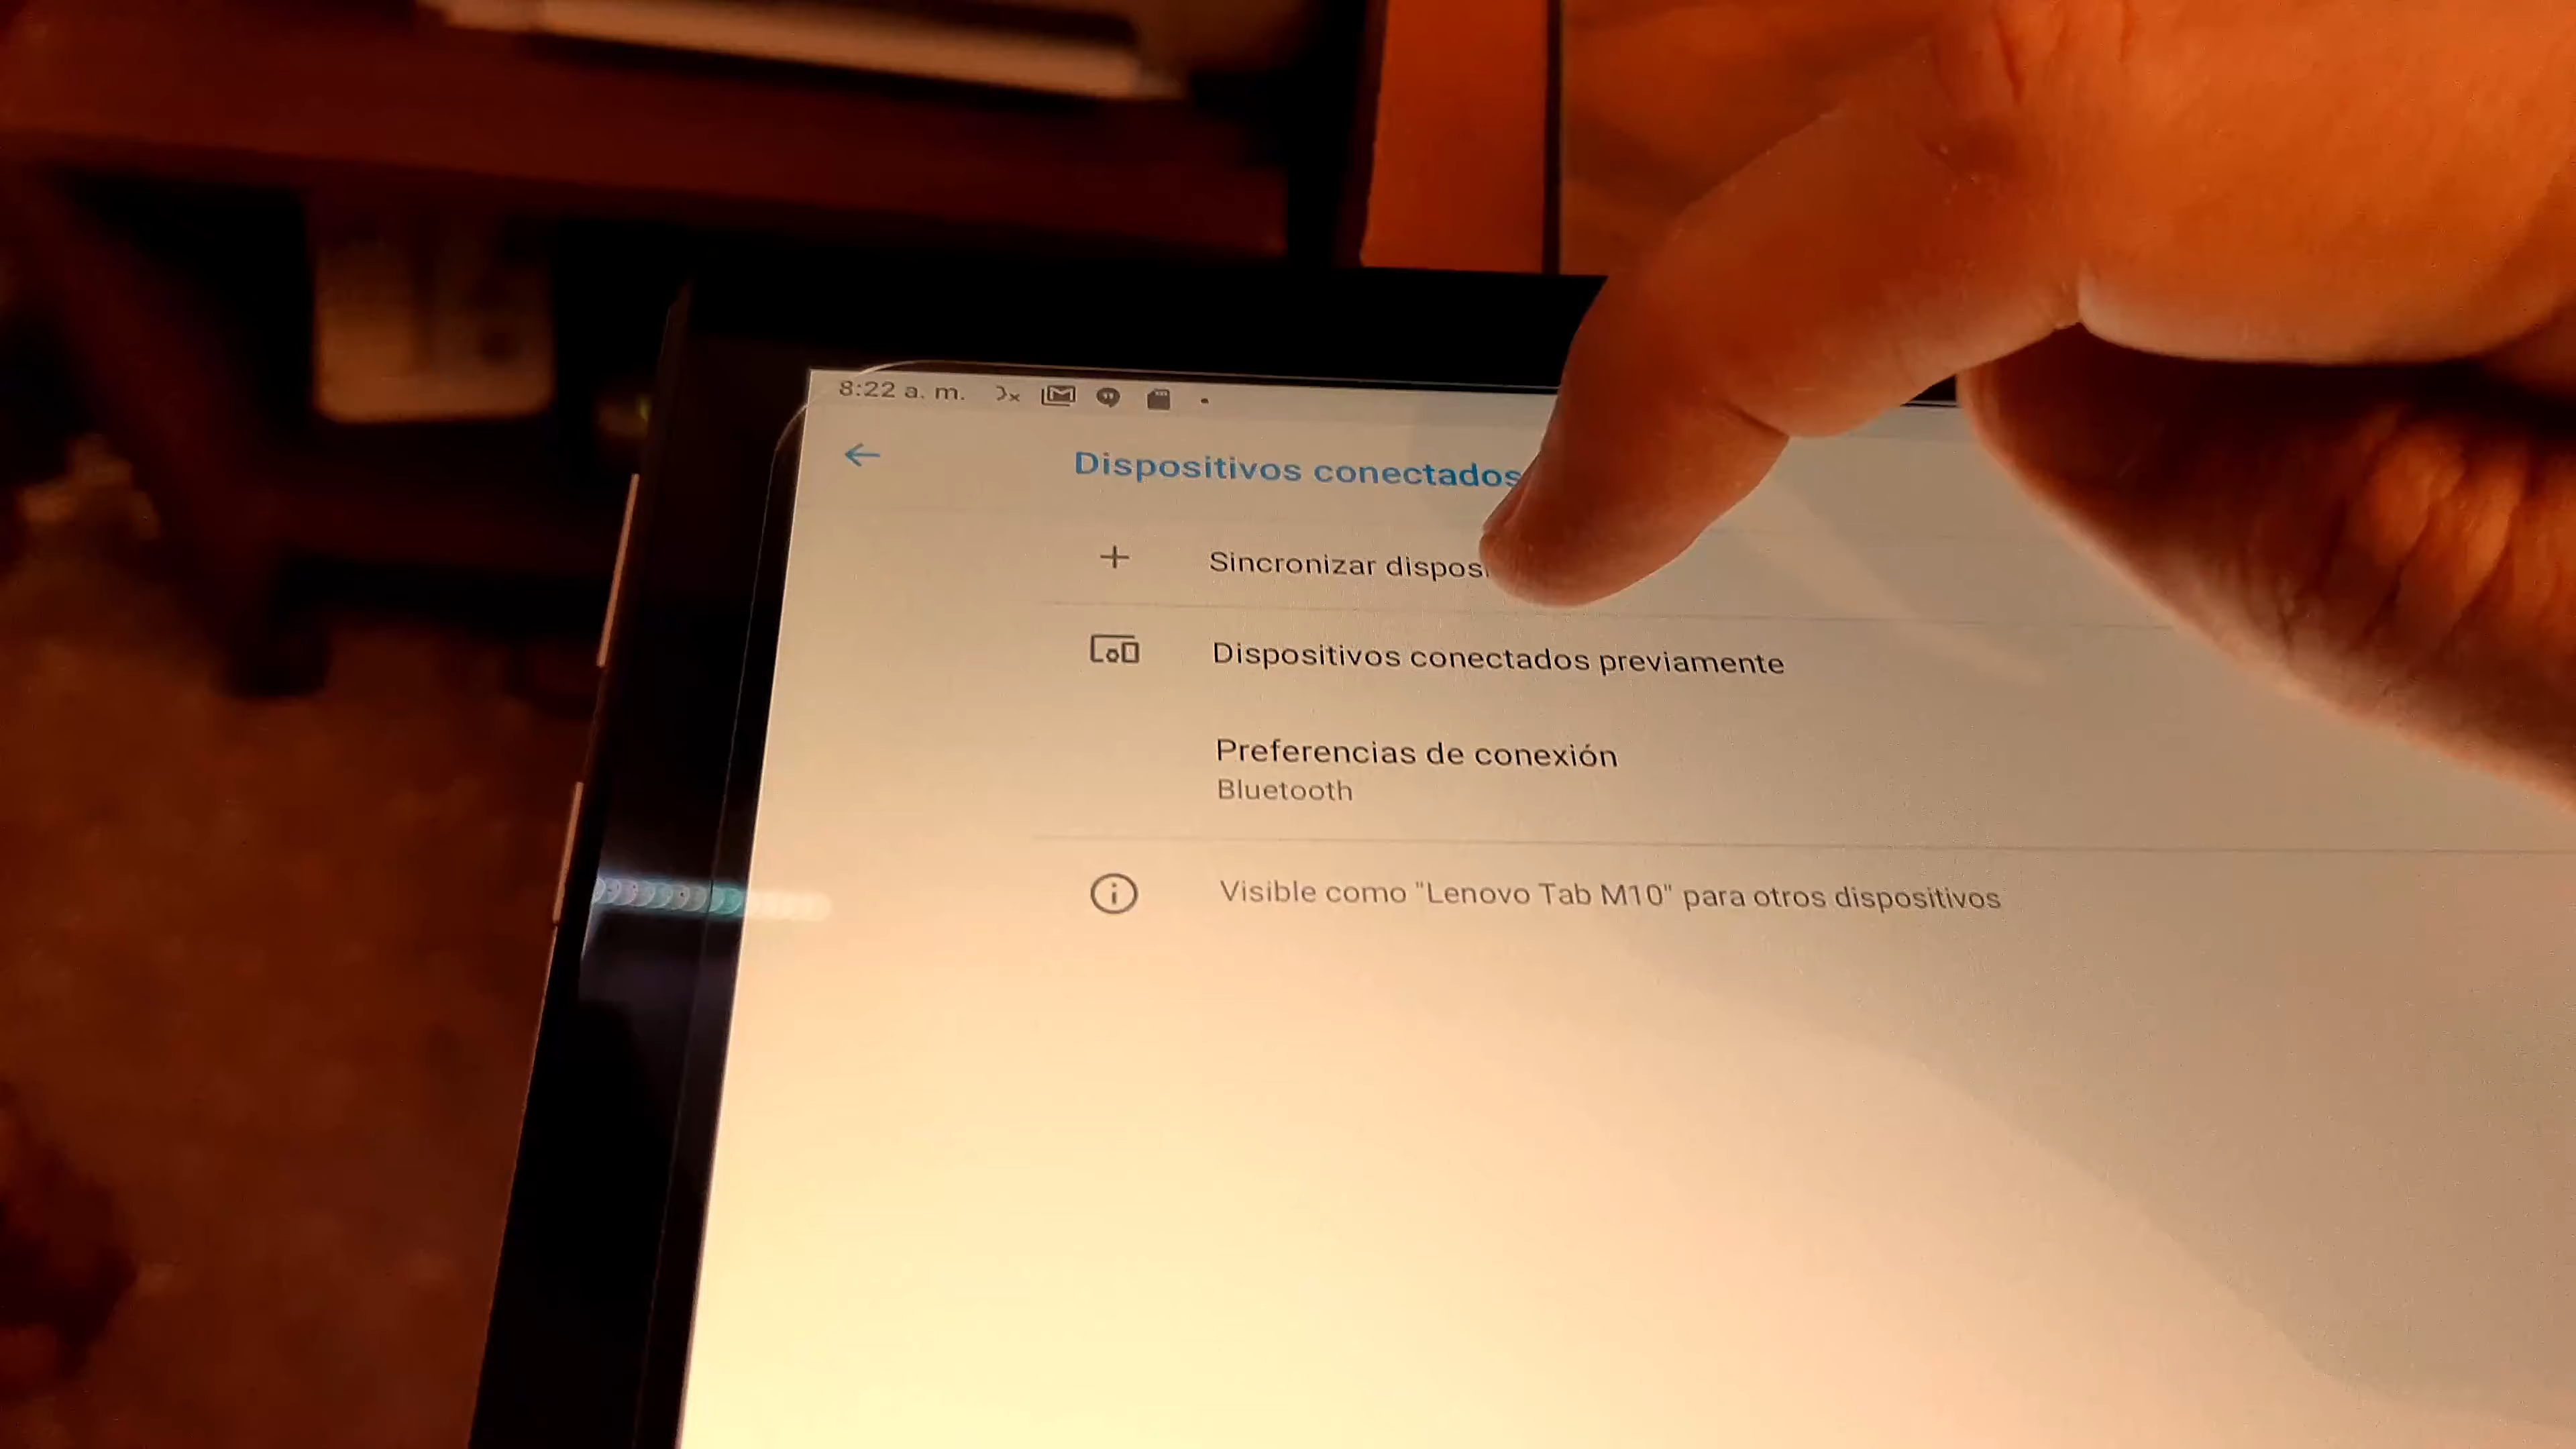 8:22 a. m.
Dispositivos conectados
Sincronizar
Dispositivos conectados previamente
Preferencias de conexión
Bluetooth
Visible como "Lenovo Tab M10" para otros dispositivos